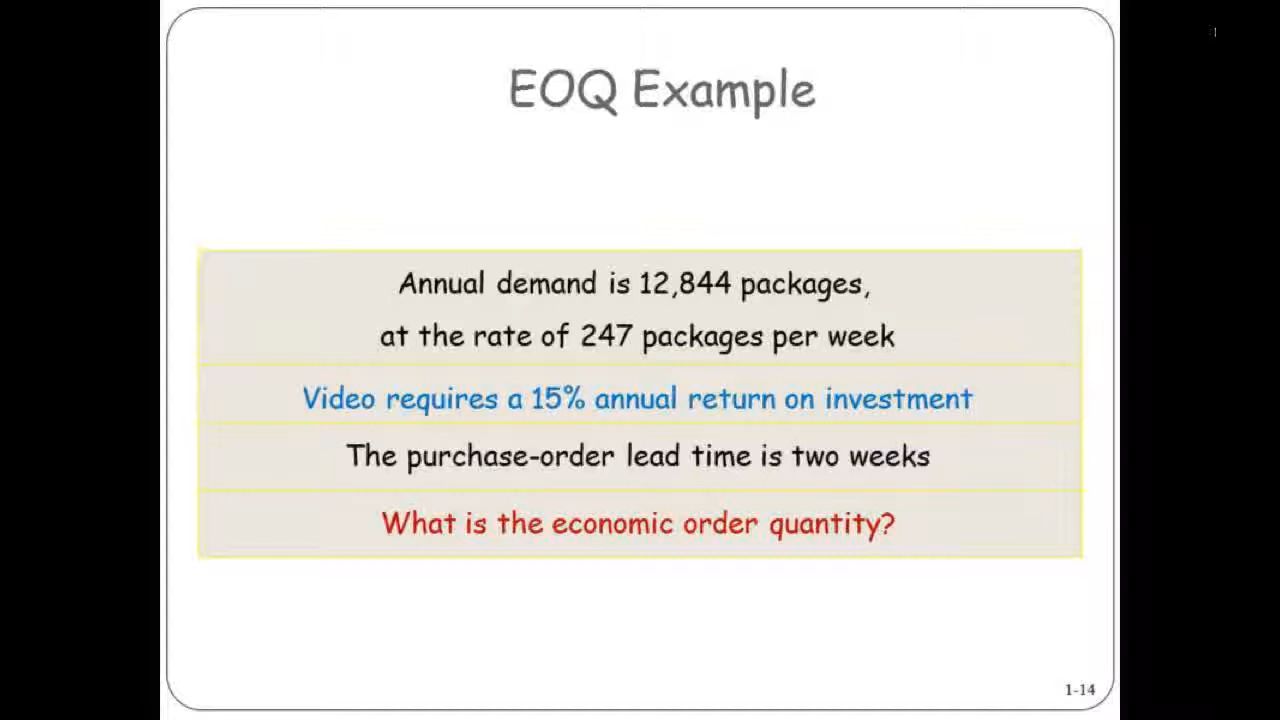 EOQ Example
Annual demand is 12,844 packages,
at the rate of 247 packages per week
Video requires a 15% annual return on investment
The purchase-order lead time is two weeks
What is the economic order quantity?
1-14